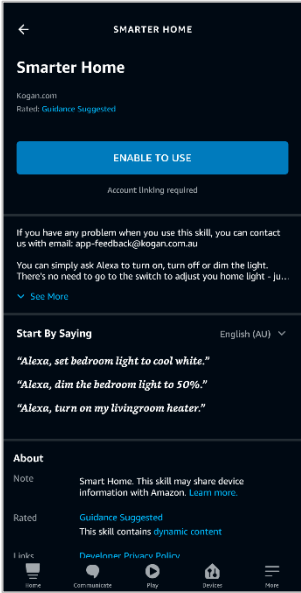 SMARTER HOME
Smarter Home
Kogan.com
Rated: Guidance Suggested
ENABLE TO USE
Account linking required
If you have any problem when you use this skill, you can contact
us with email: app-feedback@kogan.com.au
You can simply ask Alexa to turn on, turn off or dim the light.
There's no need to go to the switch to adjust you home light - ju...
See More
Start By Saying English (AU)
“Alexa, set bedroom light to cool white.”
“Alexa, dim the bedroom light to 50%.”
“Alexa, turn on my livingroom heater.”
About
Note Smart Home. This skill may share device
information with Amazon. Learn more.
Rated Guidance Suggested
This skill contains dynamic content
Links Developer Privacy Policy
Home Communicate Play Devices More